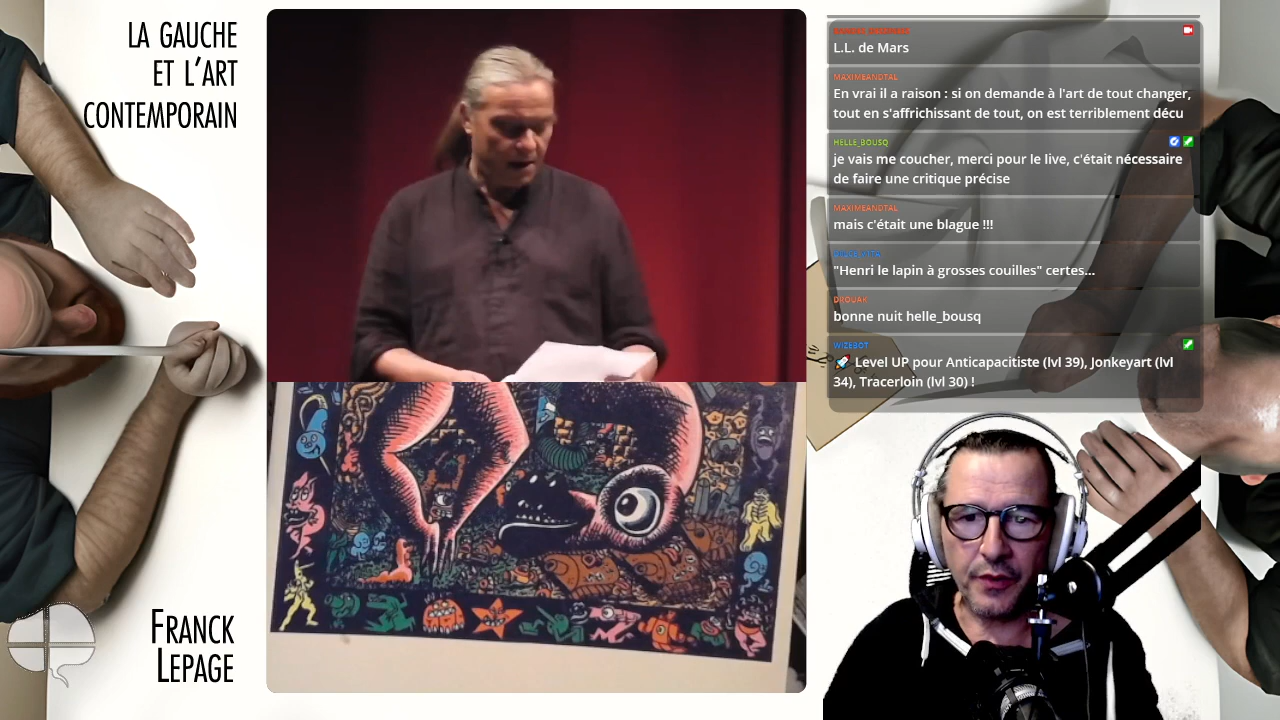 LA GAUCHE
ET L'ART
CONTEMPORAIN
FRANCK
LEPAGE
L.L. de Mars
MAXIMEANDTAL
En vrai il a raison : si on demande à l'art de tout changer,
tout en s'affrichissant de tout, on est terriblement décu
HELLE_BOUSQ
je vais me coucher, merci pour le live, c'était nécessaire
de faire une critique précise
MAXIMEANDTAL
mais c'était une blague !!!
"Henri le lapin à grosses couilles" certes...
DROUAK
bonne nuit helle_bousq
WIZEBOT
🚀 Level UP pour Anticapacitiste (lvl 39), Jonkeyart (lvl
34), Tracerloin (lvl 30) !